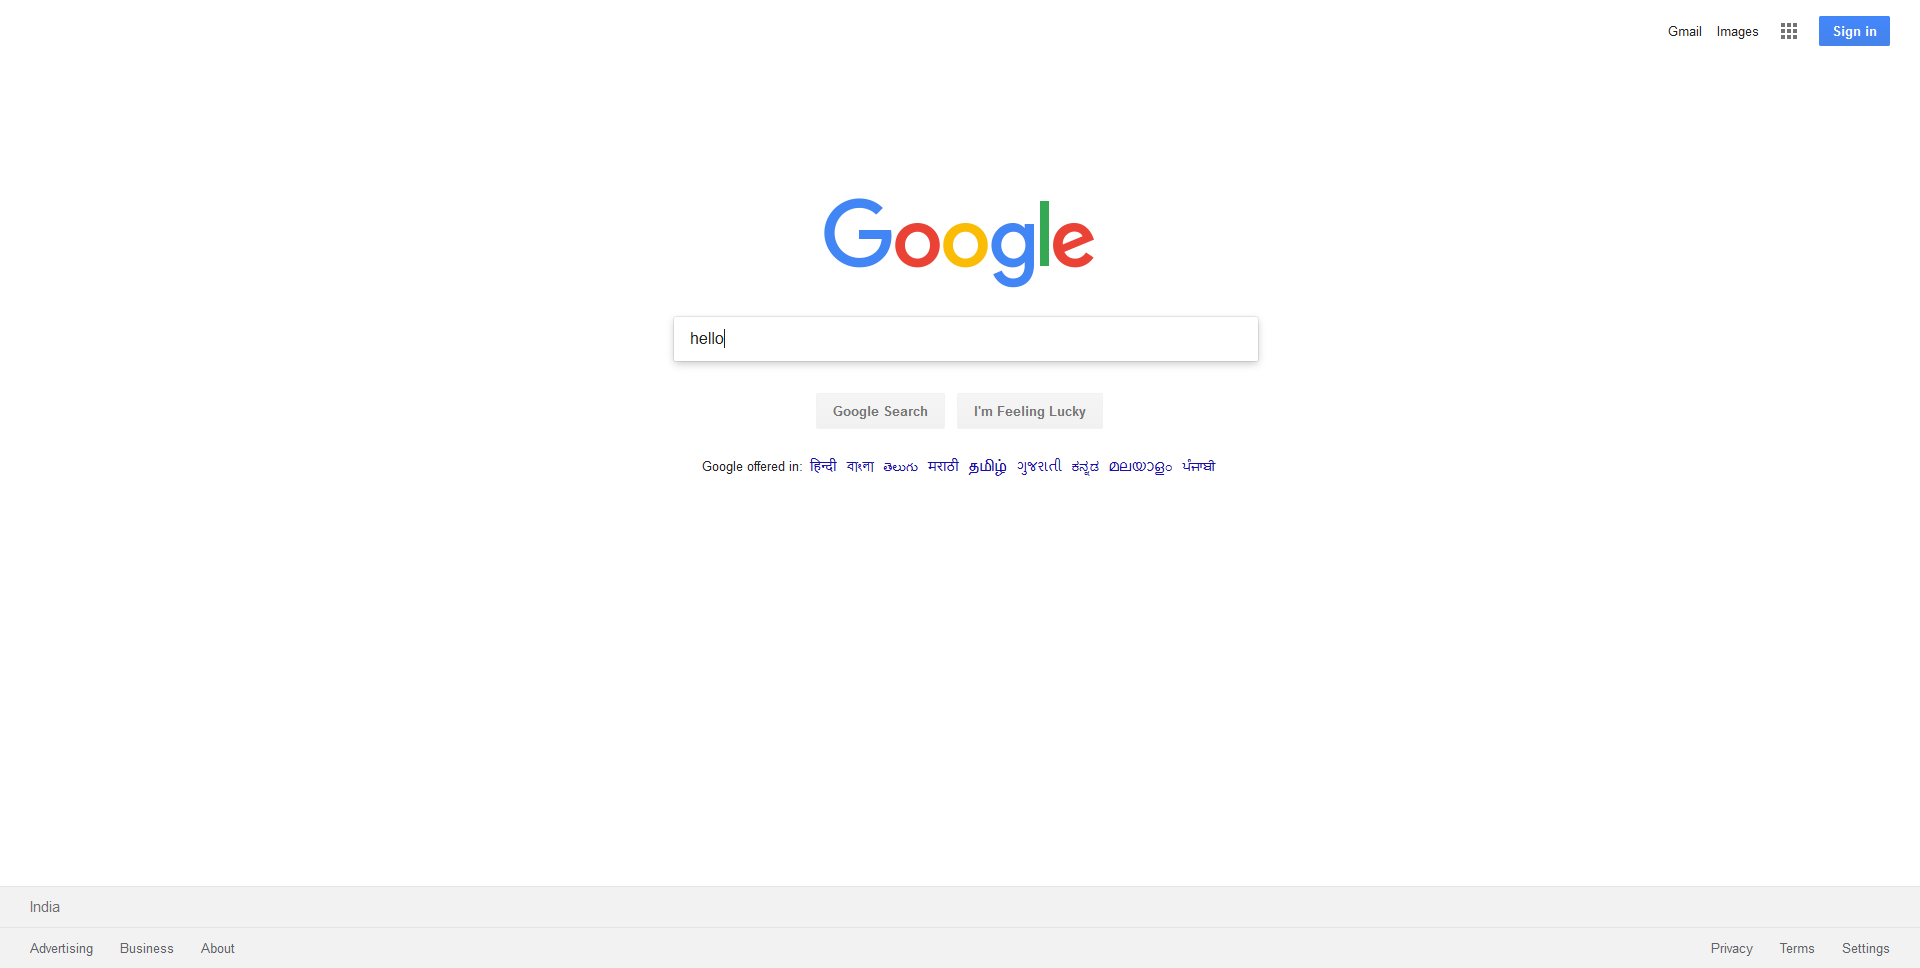 Gmail Images Sign in
Google
hello
Google Search I'm Feeling Lucky
Google offered in: हिन्दी বাংলা తెలుగు मराठी தமிழ் ગુજરાતી ಕನ್ನಡ മലയാളം ਪੰਜਾਬੀ
India
Advertising Business About Privacy Terms Settings